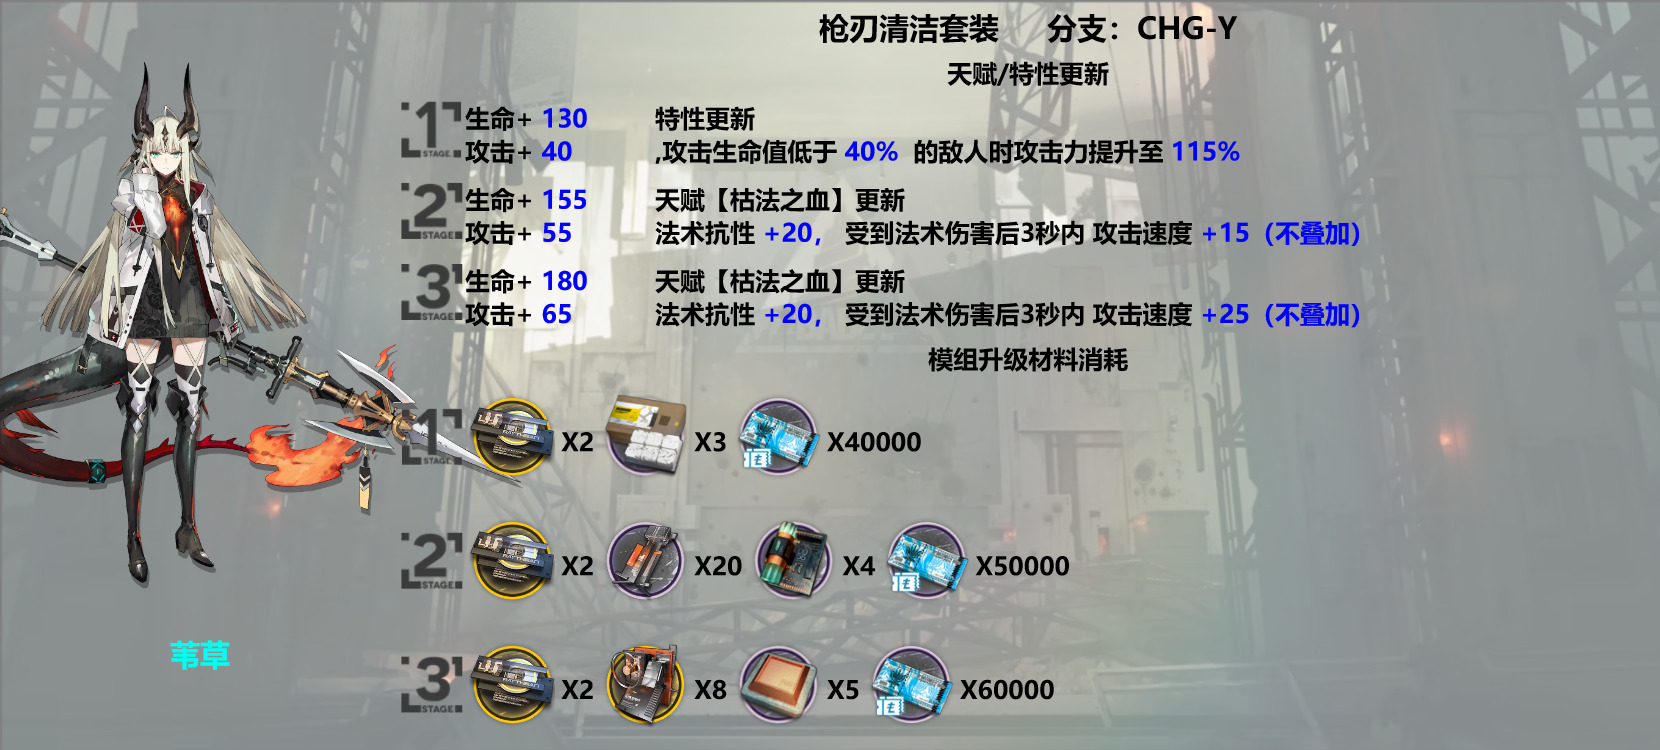 枪刃清洁套装 分支：CHG-Y
天赋/特性更新
1 STAGE. 生命+ 130 特性更新
攻击+ 40 ,攻击生命值低于 40% 的敌人时攻击力提升至 115%
2 STAGE. 生命+ 155 天赋【枯法之血】更新
攻击+ 55 法术抗性 +20， 受到法术伤害后3秒内 攻击速度 +15（不叠加）
3 STAGE. 生命+ 180 天赋【枯法之血】更新
攻击+ 65 法术抗性 +20， 受到法术伤害后3秒内 攻击速度 +25（不叠加）
模组升级材料消耗
1 STAGE. X2 X3 X40000
2 STAGE. X2 X20 X4 X50000
苇草
3 STAGE. X2 X8 X5 X60000